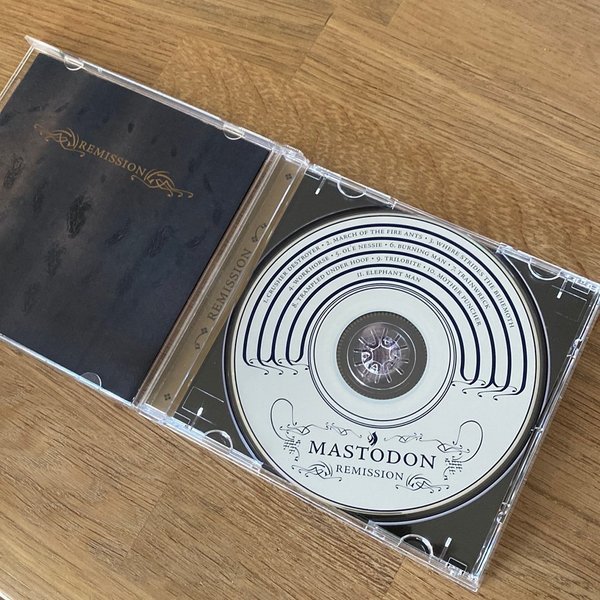 REMISSION
REMISSION
1. CRUSHER DESTROYER • 2. MARCH OF THE FIRE ANTS • 3. WHERE STRIDES THE BEHEMOTH
4. WORKHORSE • 5. OL'E NESSIE • 6. BURNING MAN • 7. TRAINWRECK
8. TRAMPLED UNDER HOOF • 9. TRILOBITE • 10. MOTHER PUNCHER
11. ELEPHANT MAN
MASTODON
REMISSION